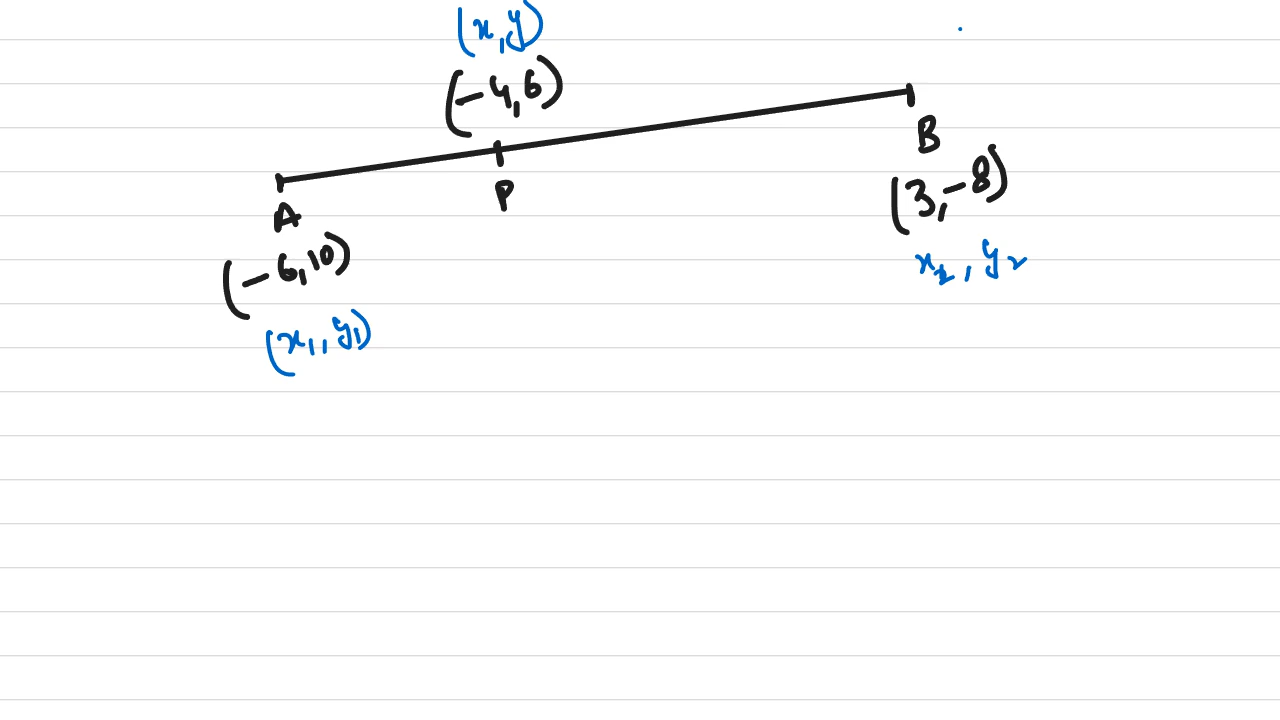 (x, y)
(-4, 6)
B
P
(3, -8)
A
(-6, 10)
x₂, y₂
(x₁, y₁)